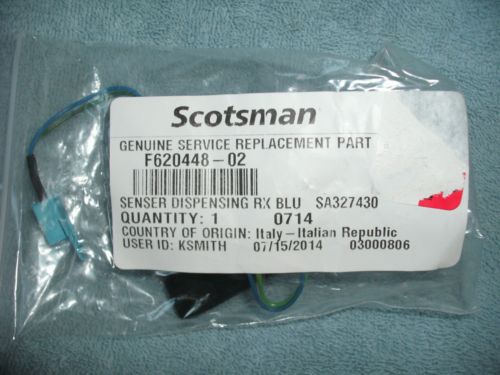 Scotsman
GENUINE SERVICE REPLACEMENT PART
F620448-02
SENSER DISPENSING RX BLU SA327430
QUANTITY: 1 0714
COUNTRY OF ORIGIN: Italy-Italian Republic
USER ID: KSMITH 07/15/2014 03000806